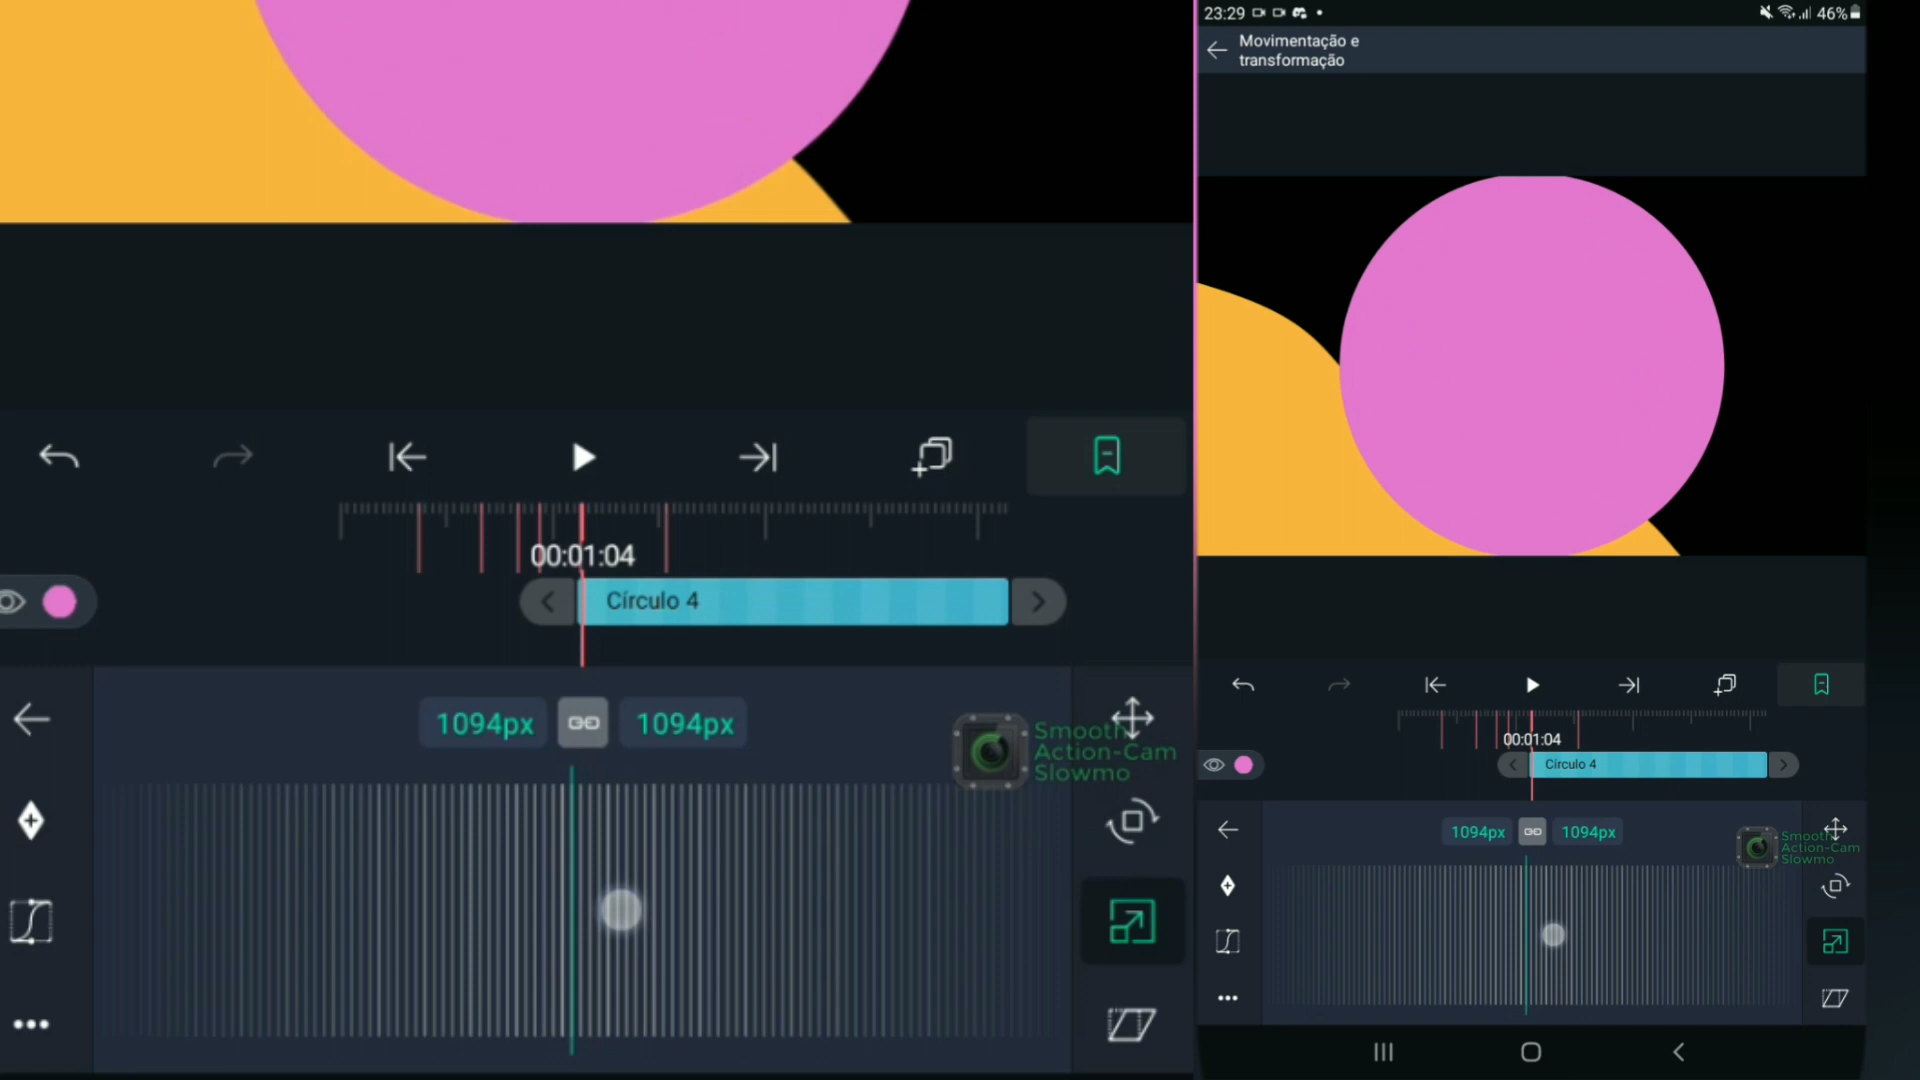 00:01:04
Círculo 4
1094px
1094px
Smooth
Action-Cam
Slowmo
23:29
46%
Movimentação e
transformação
00:01:04
Círculo 4
1094px
1094px
Smooth
Action-Cam
Slowmo